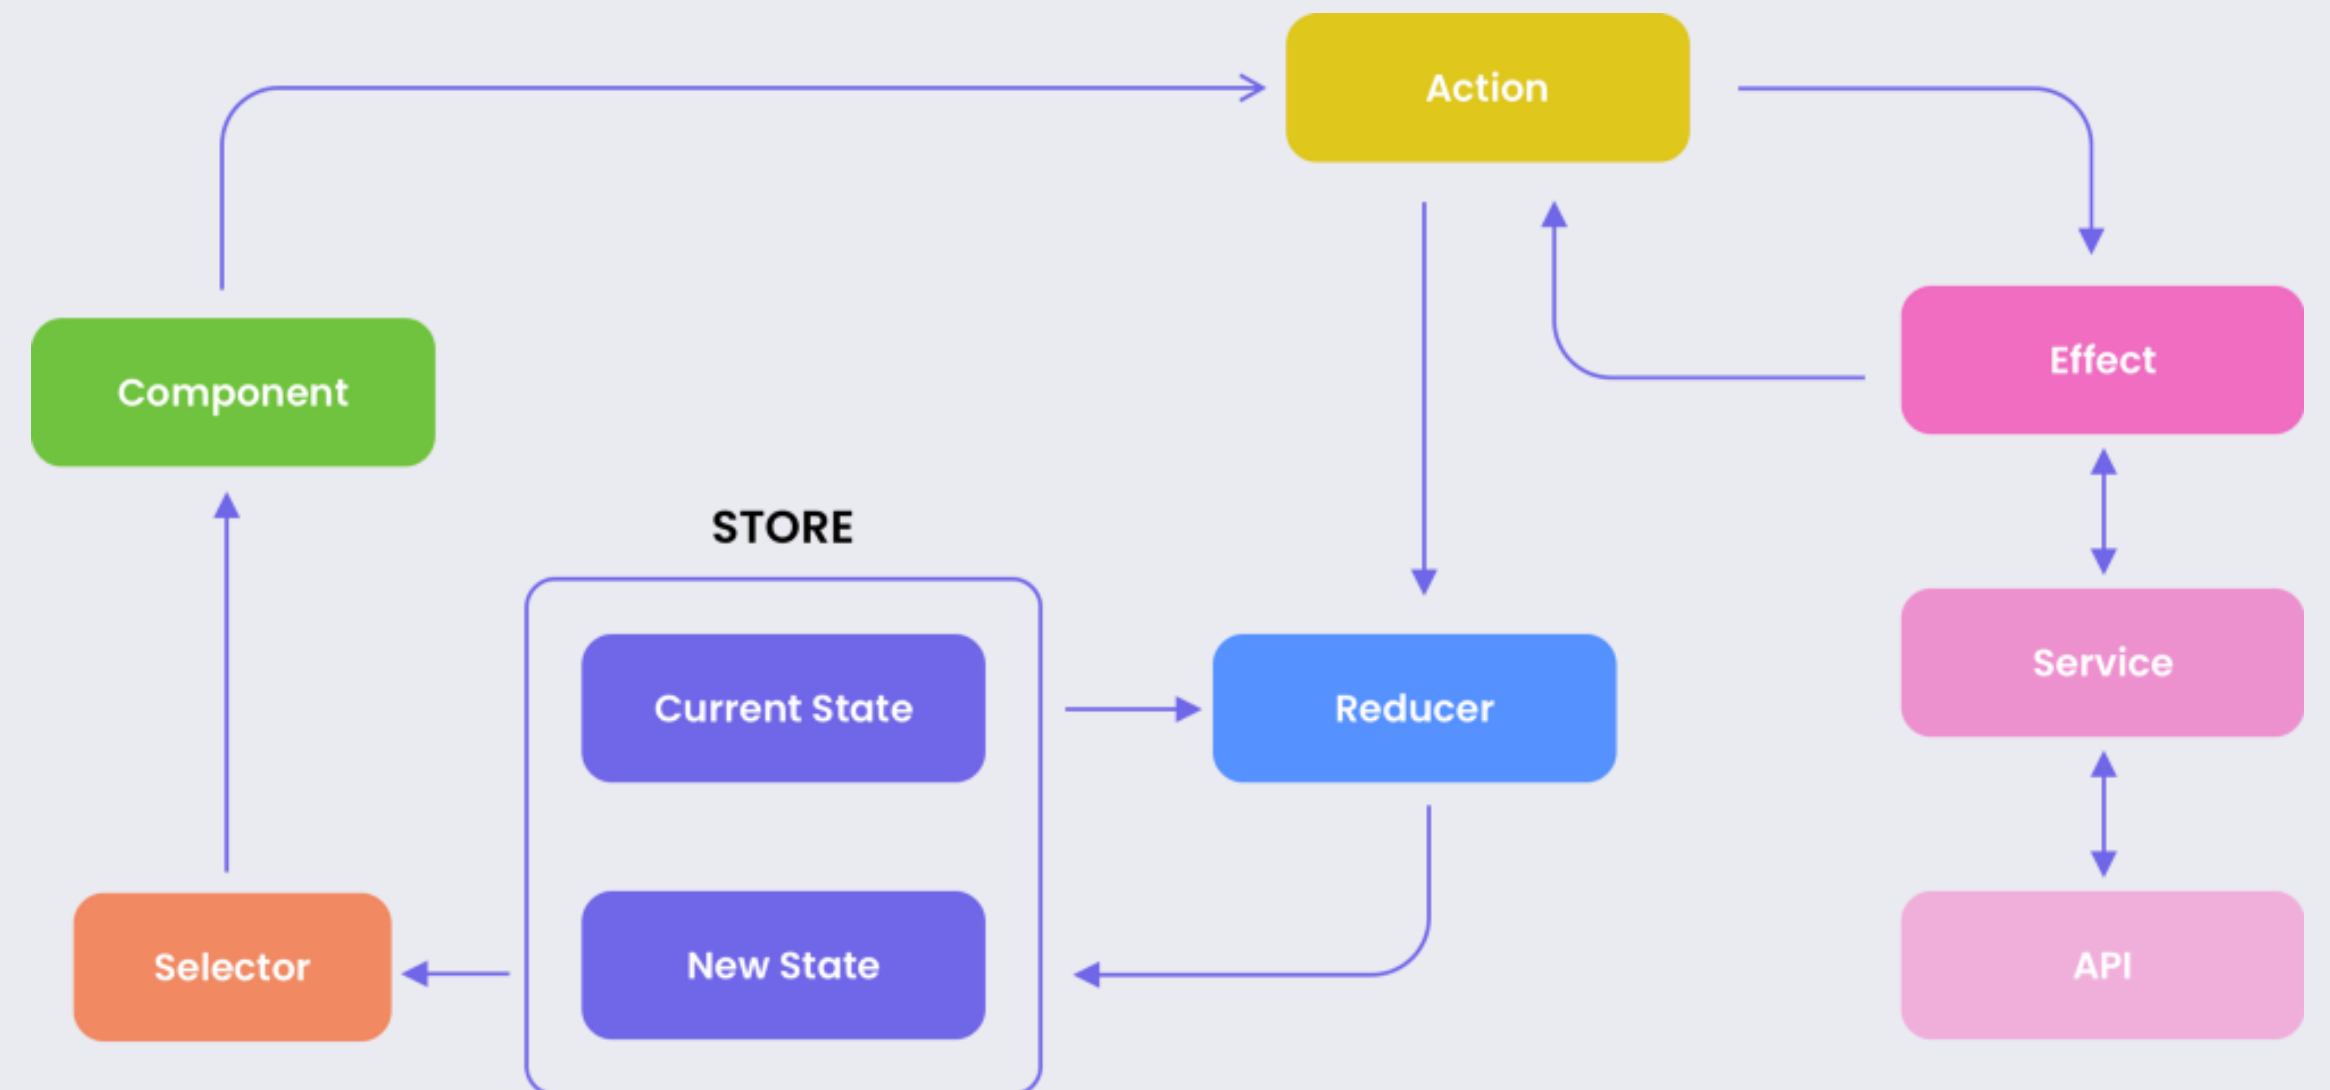 Action
Component
Effect
STORE
Service
Current State
Reducer
Selector
New State
API